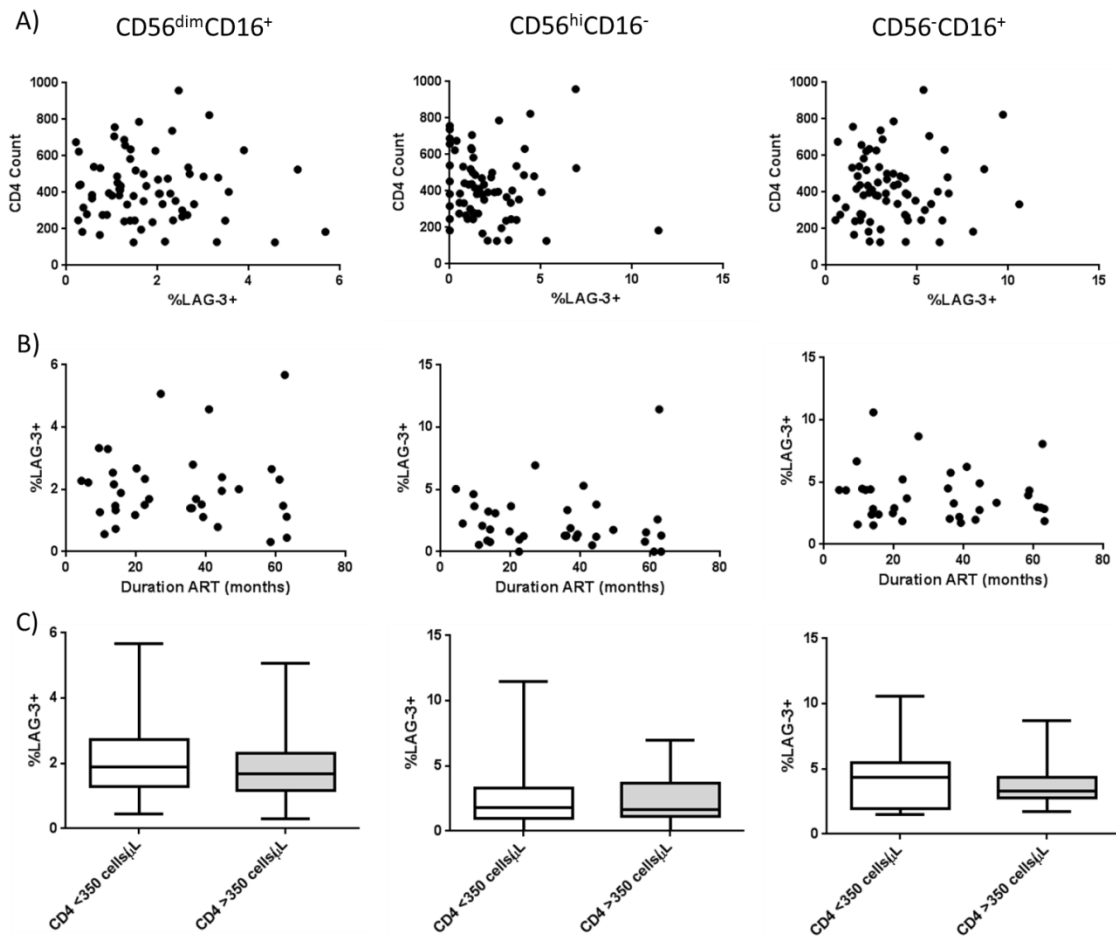 A)
CD56dimCD16+ CD56hiCD16- CD56-CD16+
1000 1000 1000
800 800 800
600 600 600
400 400 400
200 200 200
0 0 0
CD4 Count CD4 Count CD4 Count
0 2 4 6 0 5 10 15 0 5 10 15
%LAG-3+ %LAG-3+ %LAG-3+
B)
6 15 15
4 10 10
2 5 5
0 0 0
%LAG-3+ %LAG-3+ %LAG-3+
0 20 40 60 80 0 20 40 60 80 0 20 40 60 80
Duration ART (months) Duration ART (months) Duration ART (months)
C)
6 15 15
4 10 10
2 5 5
0 0 0
%LAG-3+ %LAG-3+ %LAG-3+
CD4 <350 cells/μL CD4 >350 cells/μL CD4 <350 cells/μL CD4 >350 cells/μL CD4 <350 cells/μL CD4 >350 cells/μL